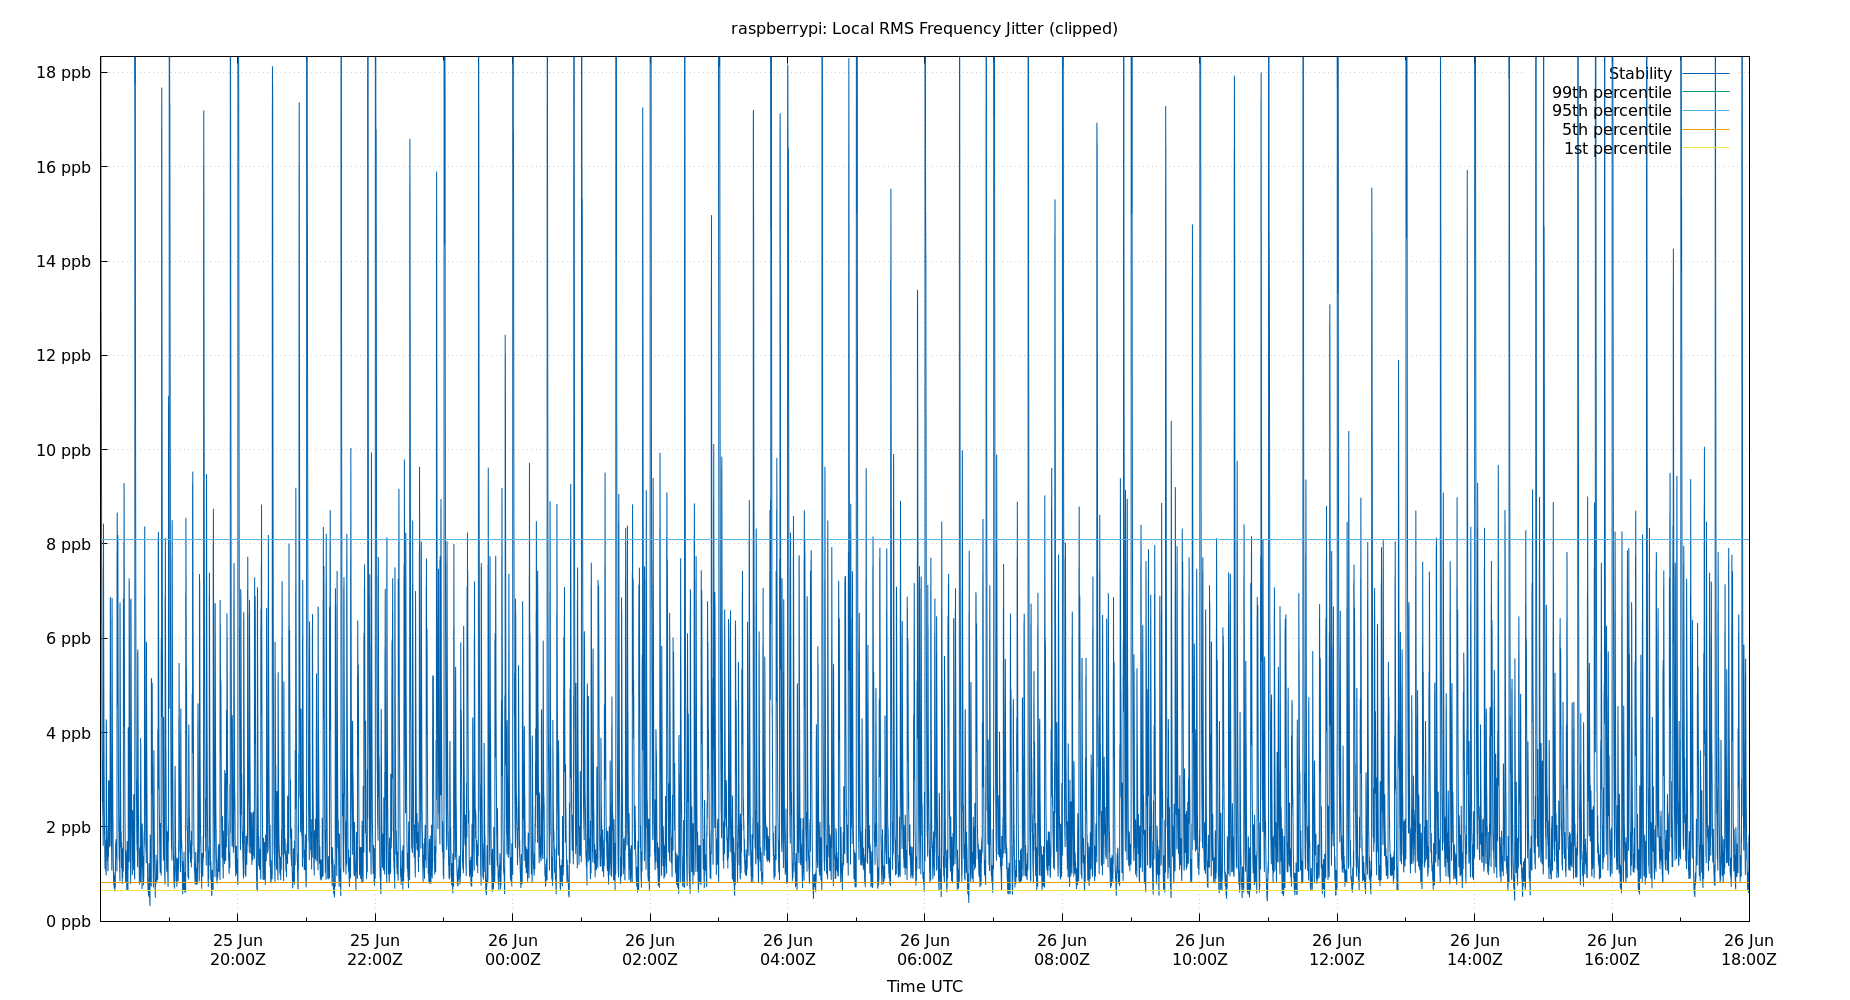 raspberrypi: Local RMS Frequency Jitter (clipped)
18 ppb
16 ppb
14 ppb
12 ppb
10 ppb
8 ppb
6 ppb
4 ppb
2 ppb
0 ppb
Stability
99th percentile
95th percentile
5th percentile
1st percentile
25 Jun
20:00Z
25 Jun
22:00Z
26 Jun
00:00Z
26 Jun
02:00Z
26 Jun
04:00Z
26 Jun
06:00Z
26 Jun
08:00Z
26 Jun
10:00Z
26 Jun
12:00Z
26 Jun
14:00Z
26 Jun
16:00Z
26 Jun
18:00Z
Time UTC